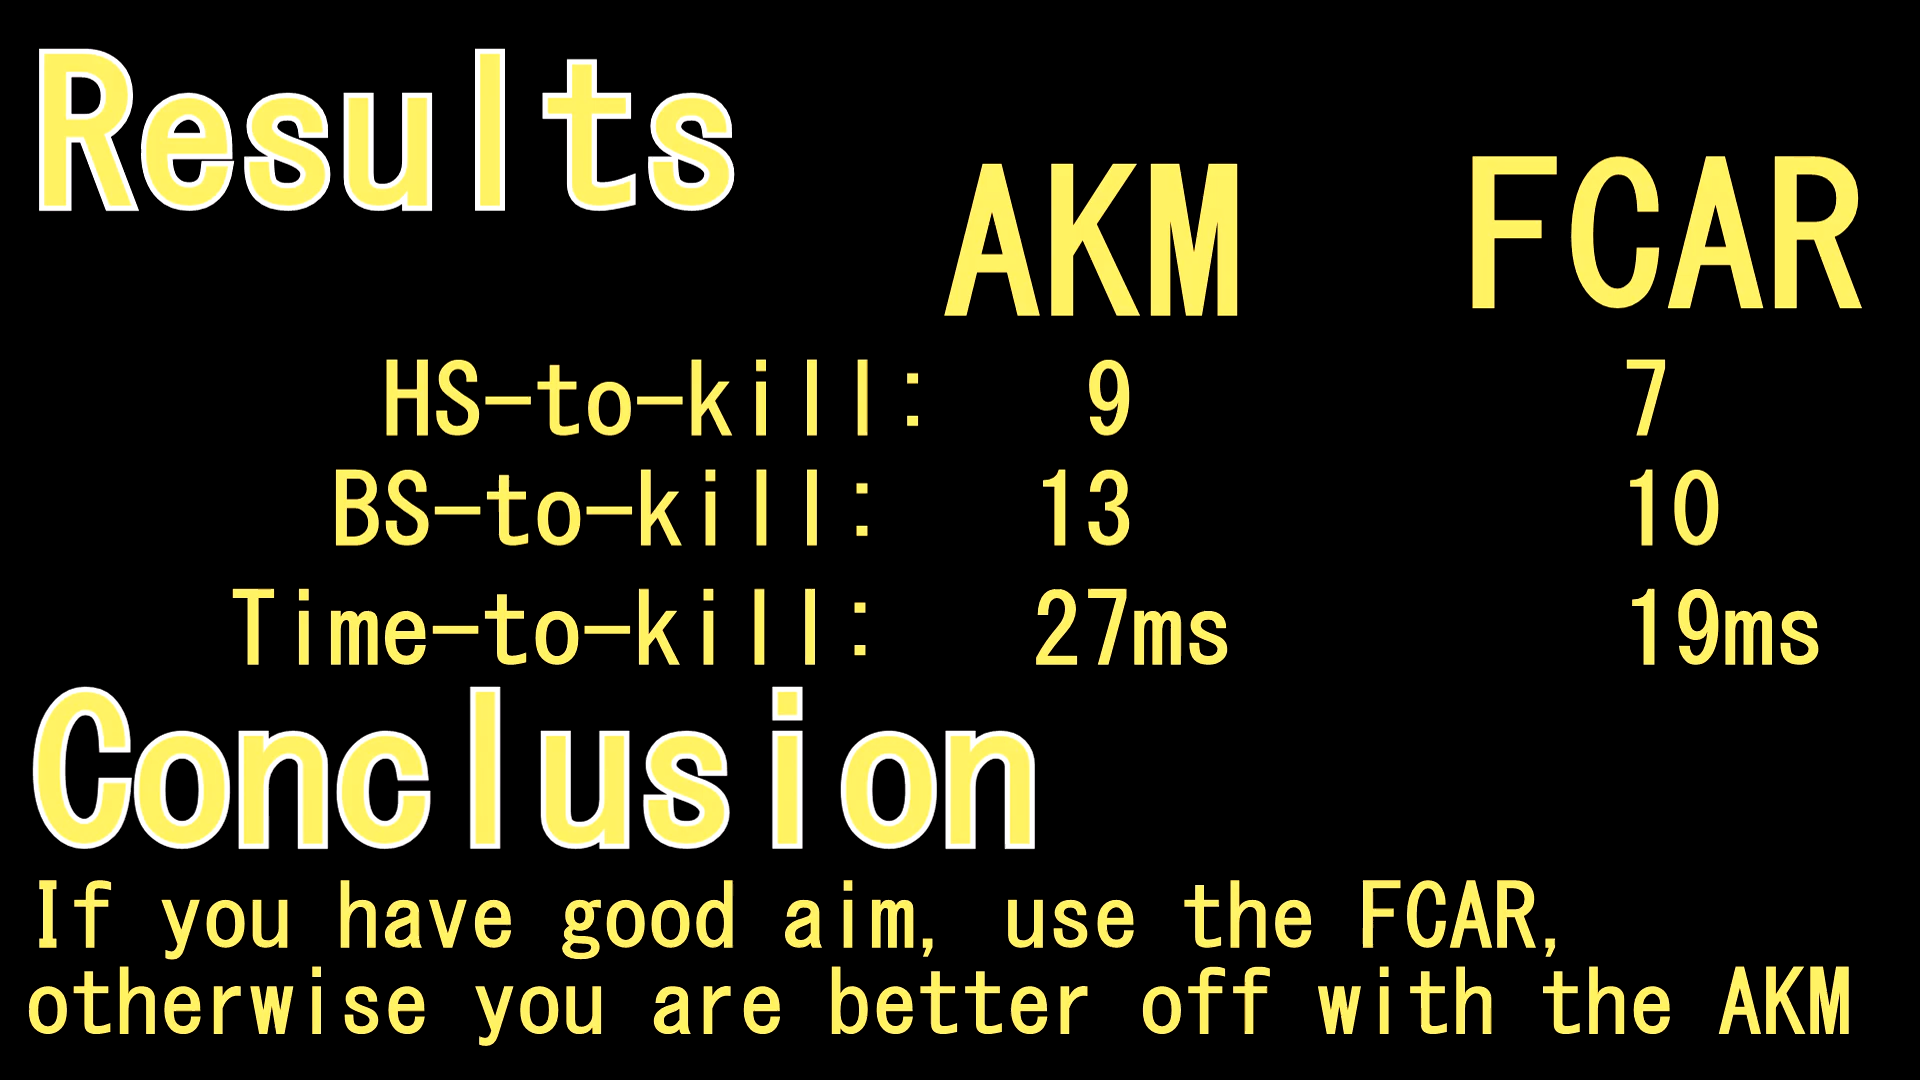 Results
AKM FCAR
HS-to-kill: 9 7
BS-to-kill: 13 10
Time-to-kill: 27ms 19ms
Conclusion
If you have good aim, use the FCAR,
otherwise you are better off with the AKM